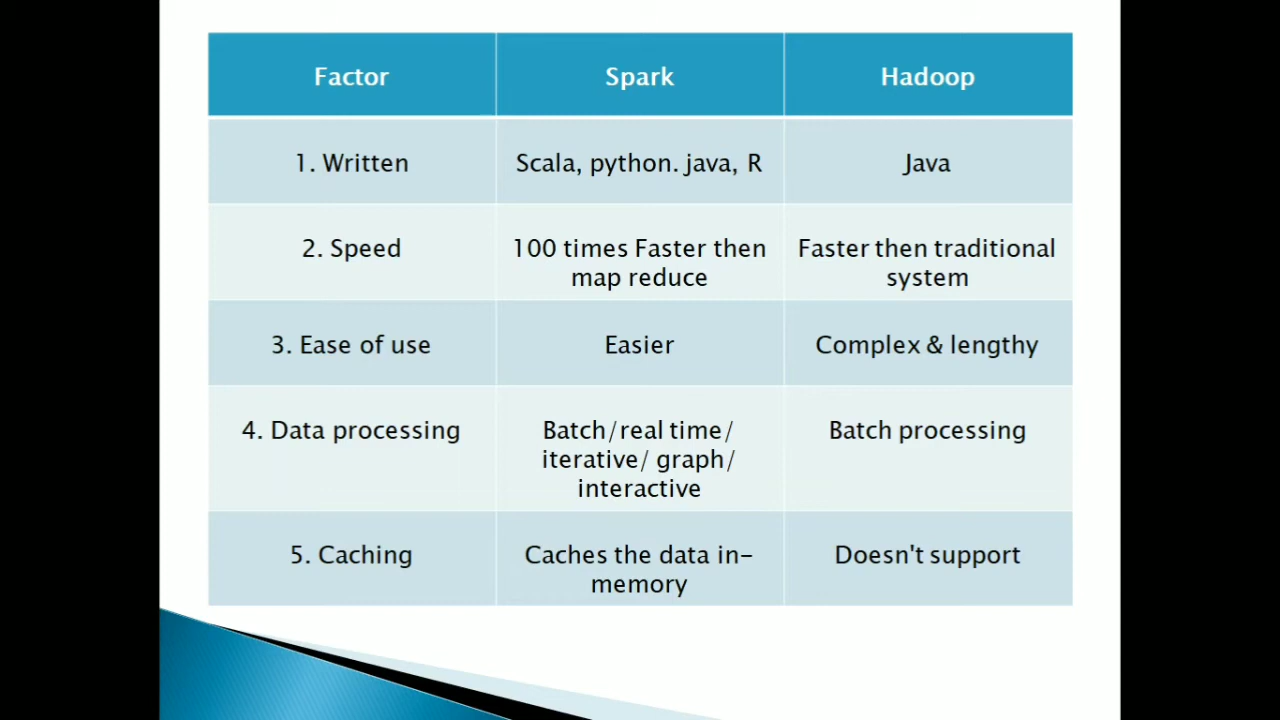 Factor
Spark
Hadoop
1. Written
Scala, python. java, R
Java
2. Speed
100 times Faster then
map reduce
Faster then traditional
system
3. Ease of use
Easier
Complex & lengthy
4. Data processing
Batch/real time/
iterative/ graph/
interactive
Batch processing
5. Caching
Caches the data in-
memory
Doesn't support